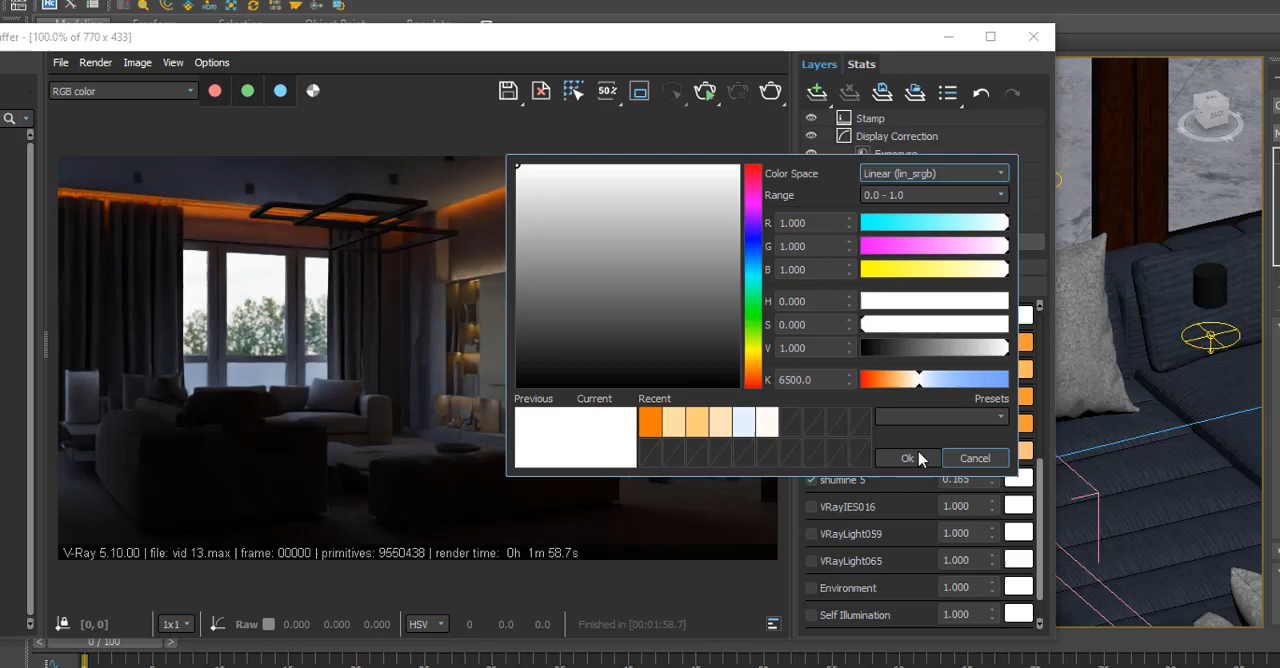 uffer - [100.0% of 770 x 433]
File Render Image View Options
RGB color
50%
Layers Stats
Stamp
Display Correction
Color Space Linear (lin_srgb)
Range 0.0 - 1.0
R 1.000
G 1.000
B 1.000
H 0.000
S 0.000
V 1.000
K 6500.0
Previous Current Recent Presets
Ok Cancel
shumine 5 0.165
VRayIES016 1.000
VRayLight059 1.000
VRayLight065 1.000
Environment 1.000
Self Illumination 1.000
V-Ray 5.10.00 | file: vid 13.max | frame: 00000 | primitives: 9550438 | render time: 0h 1m 58.7s
[0, 0] 1x1 Raw 0.000 0.000 0.000 HSV 0 0.0 0.0 Finished in [00:01:58.7]
0 / 100